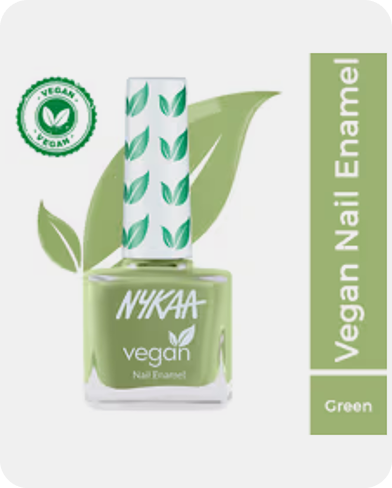 VEGAN
VEGAN
NYKAA
vegan
Nail Enamel
Vegan Nail Enamel
Green